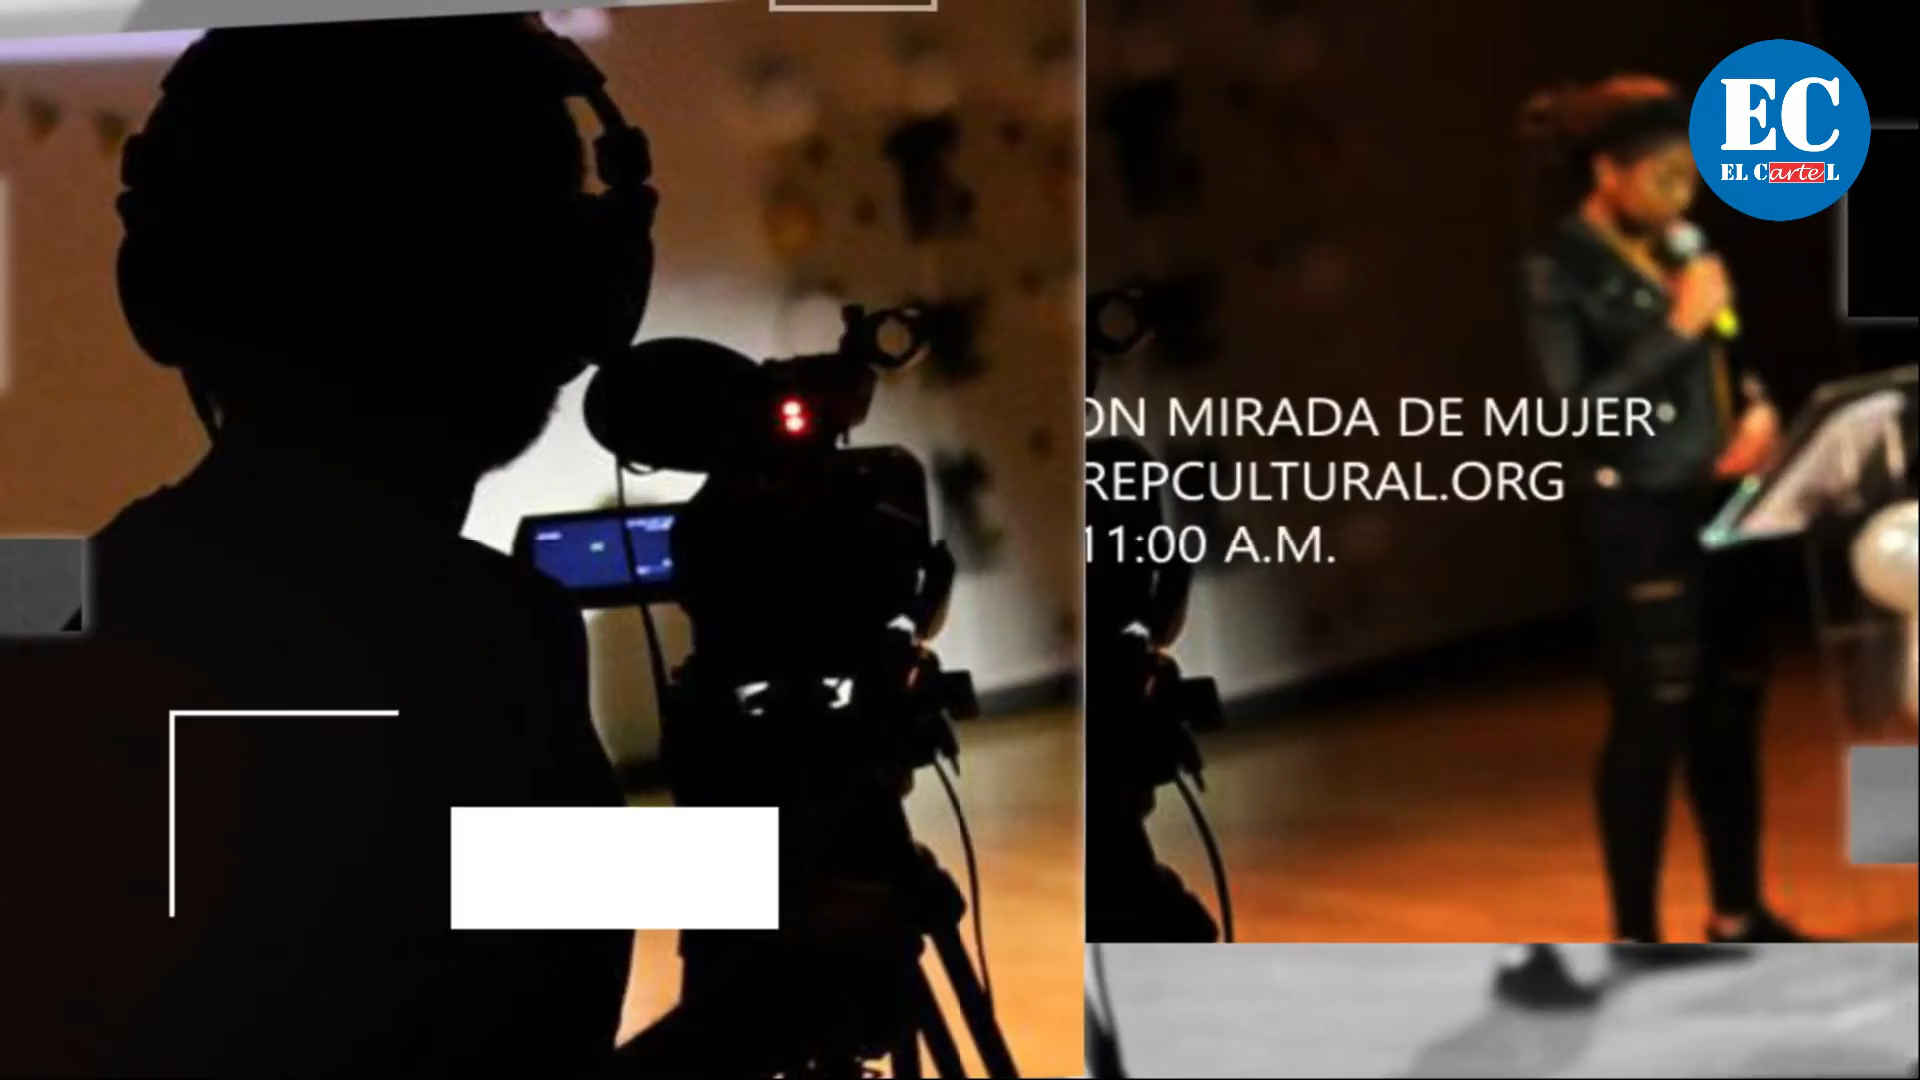 EC
EL CarteL
ON MIRADA DE MUJER
REPCULTURAL.ORG
11:00 A.M.